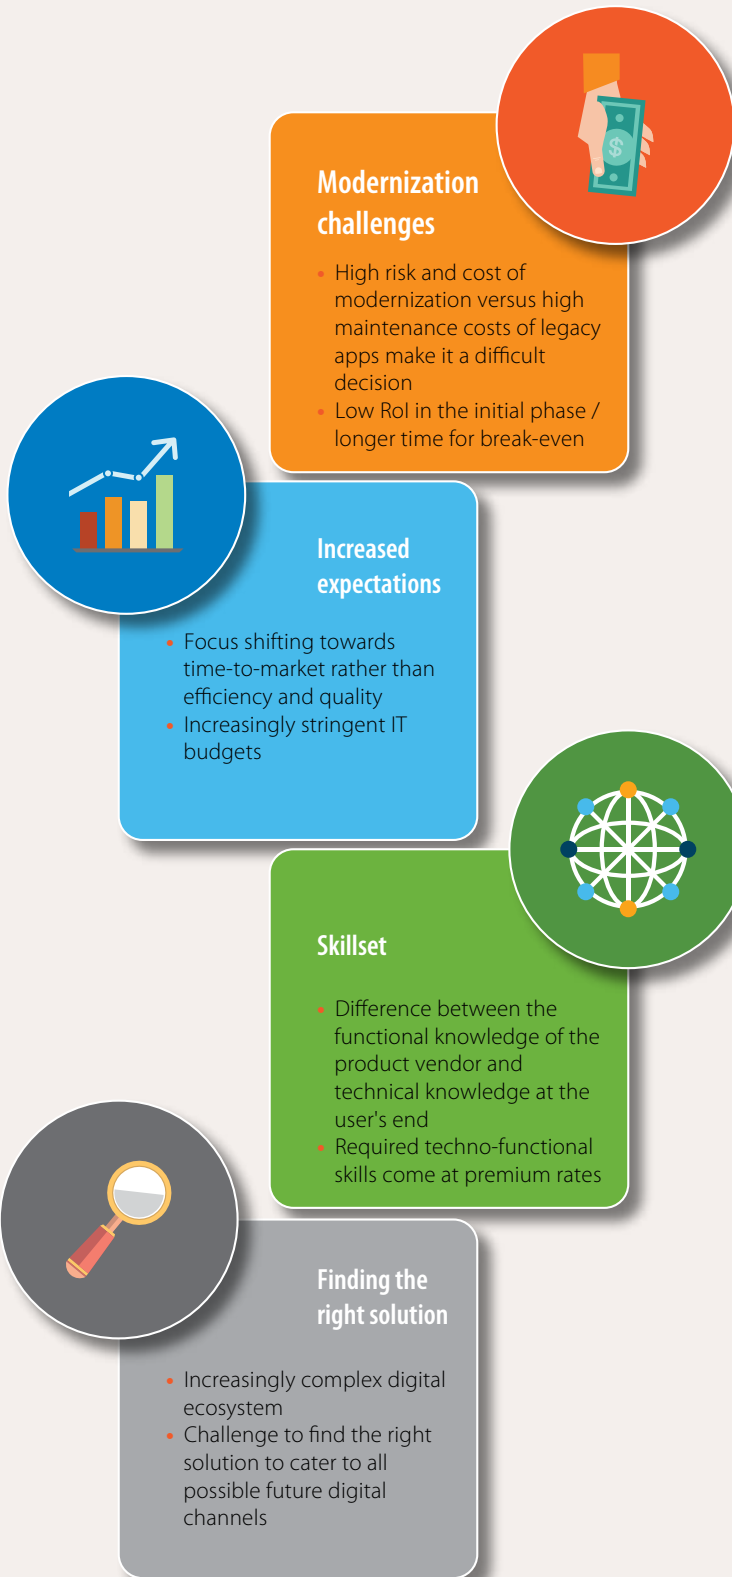 Modernization
challenges
• High risk and cost of
modernization versus high
maintenance costs of legacy
apps make it a difficult
decision
• Low RoI in the initial phase /
longer time for break-even
Increased
expectations
• Focus shifting towards
time-to-market rather than
efficiency and quality
• Increasingly stringent IT
budgets
Skillset
• Difference between the
functional knowledge of the
product vendor and
technical knowledge at the
user's end
• Required techno-functional
skills come at premium rates
Finding the
right solution
• Increasingly complex digital
ecosystem
• Challenge to find the right
solution to cater to all
possible future digital
channels
$